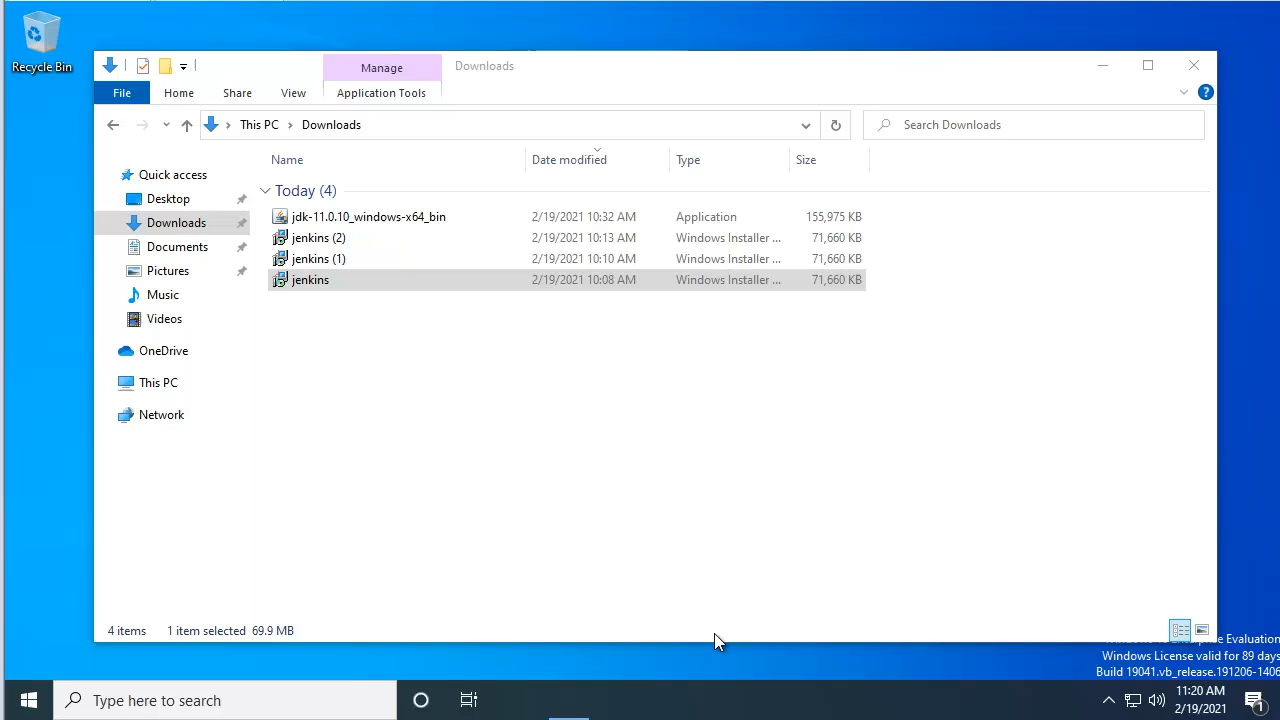 Recycle Bin
Manage
Downloads
File
Home
Share
View
Application Tools
This PC
Downloads
Search Downloads
Quick access
Desktop
Downloads
Documents
Pictures
Music
Videos
OneDrive
This PC
Network
Name Date modified Type Size
Today (4)
jdk-11.0.10_windows-x64_bin 2/19/2021 10:32 AM Application 155,975 KB
jenkins (2) 2/19/2021 10:13 AM Windows Installer ... 71,660 KB
jenkins (1) 2/19/2021 10:10 AM Windows Installer ... 71,660 KB
jenkins 2/19/2021 10:08 AM Windows Installer ... 71,660 KB
4 items 1 item selected 69.9 MB
Evaluation
Windows License valid for 89 days
Build 19041.vb_release.191206-1406
Type here to search
11:20 AM
2/19/2021
1